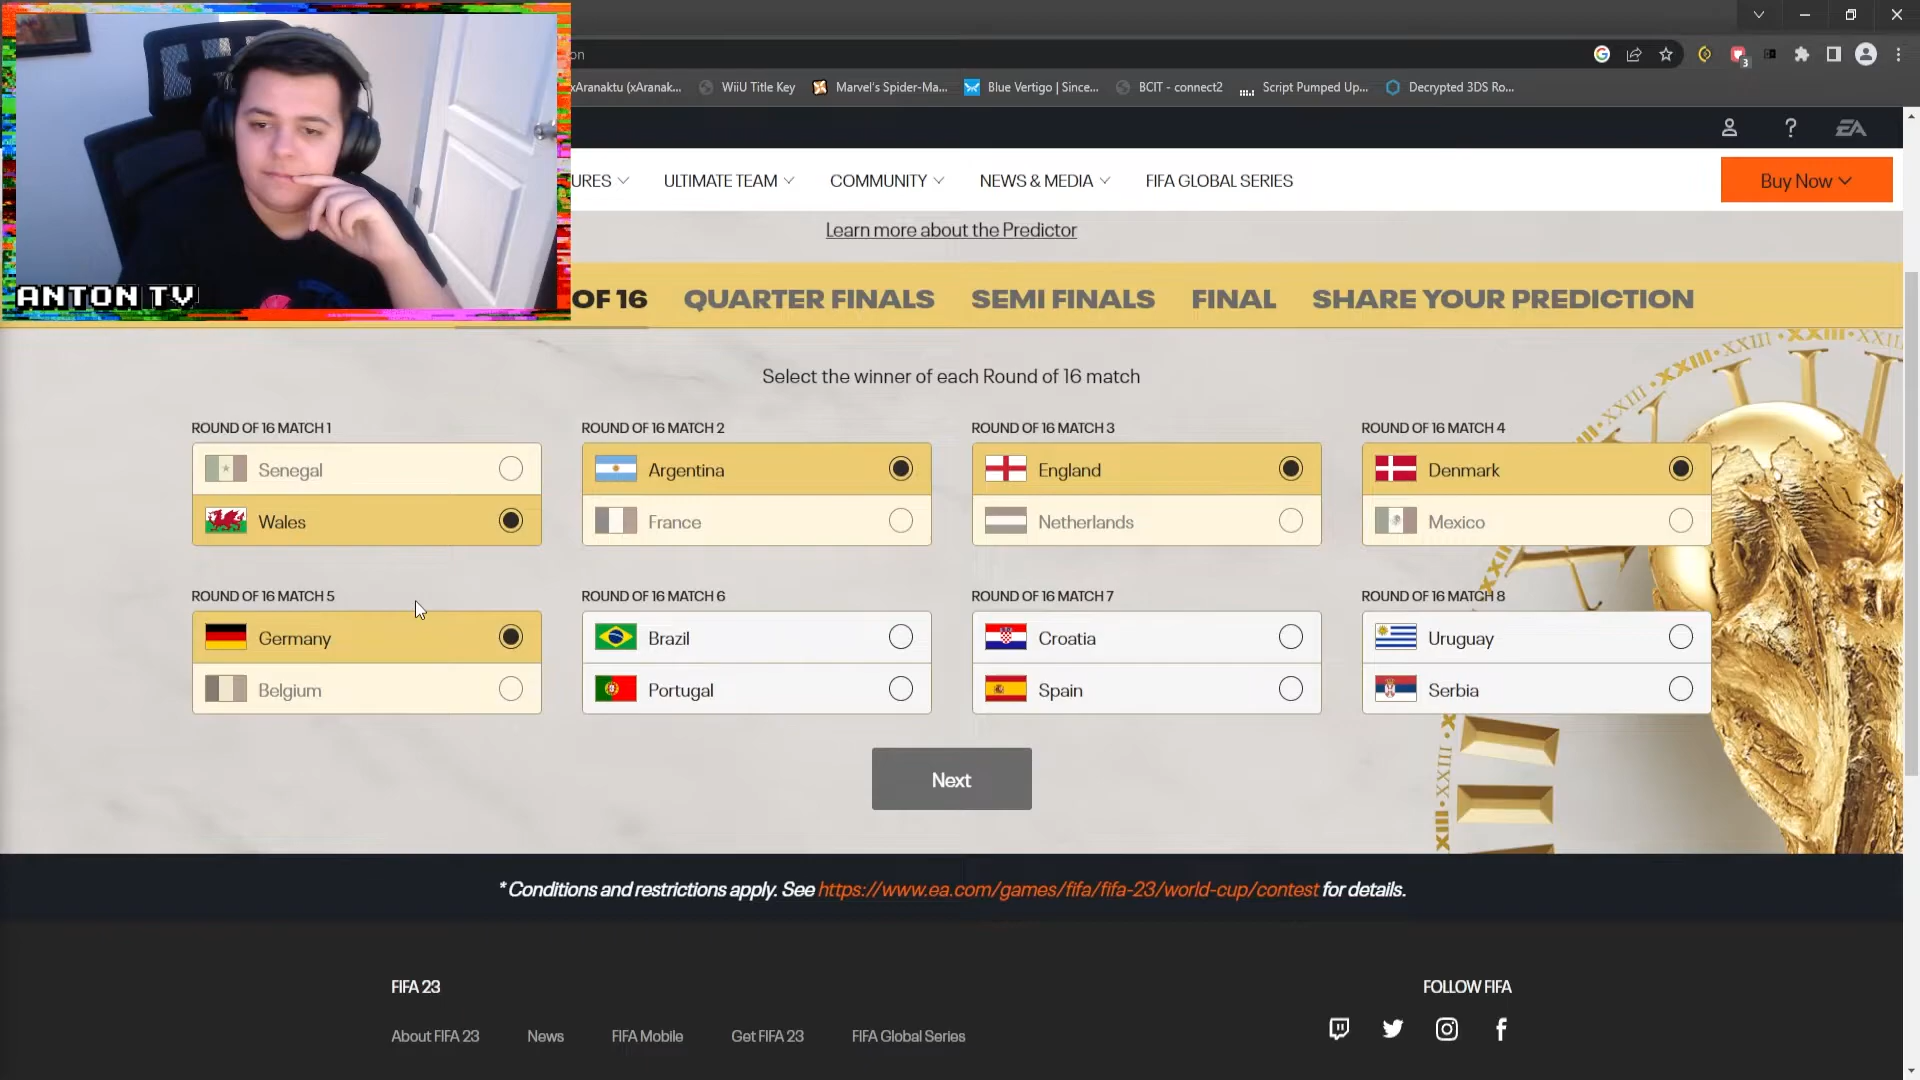 on
xAranaktu (xAranak...
WiiU Title Key
Marvel's Spider-Ma...
Blue Vertigo | Since...
BCIT - connect2
Script Pumped Up...
Decrypted 3DS Ro...
3
EA
URES
ULTIMATE TEAM
COMMUNITY
NEWS & MEDIA
FIFA GLOBAL SERIES
Buy Now
Learn more about the Predictor
ANTON TV
OF 16
QUARTER FINALS
SEMI FINALS
FINAL
SHARE YOUR PREDICTION
Select the winner of each Round of 16 match
ROUND OF 16 MATCH 1
Senegal
Wales
ROUND OF 16 MATCH 2
Argentina
France
ROUND OF 16 MATCH 3
England
Netherlands
ROUND OF 16 MATCH 4
Denmark
Mexico
ROUND OF 16 MATCH 5
Germany
Belgium
ROUND OF 16 MATCH 6
Brazil
Portugal
ROUND OF 16 MATCH 7
Croatia
Spain
ROUND OF 16 MATCH 8
Uruguay
Serbia
Next
* Conditions and restrictions apply. See https://www.ea.com/games/fifa/fifa-23/world-cup/contest for details.
FIFA 23
About FIFA 23
News
FIFA Mobile
Get FIFA 23
FIFA Global Series
FOLLOW FIFA